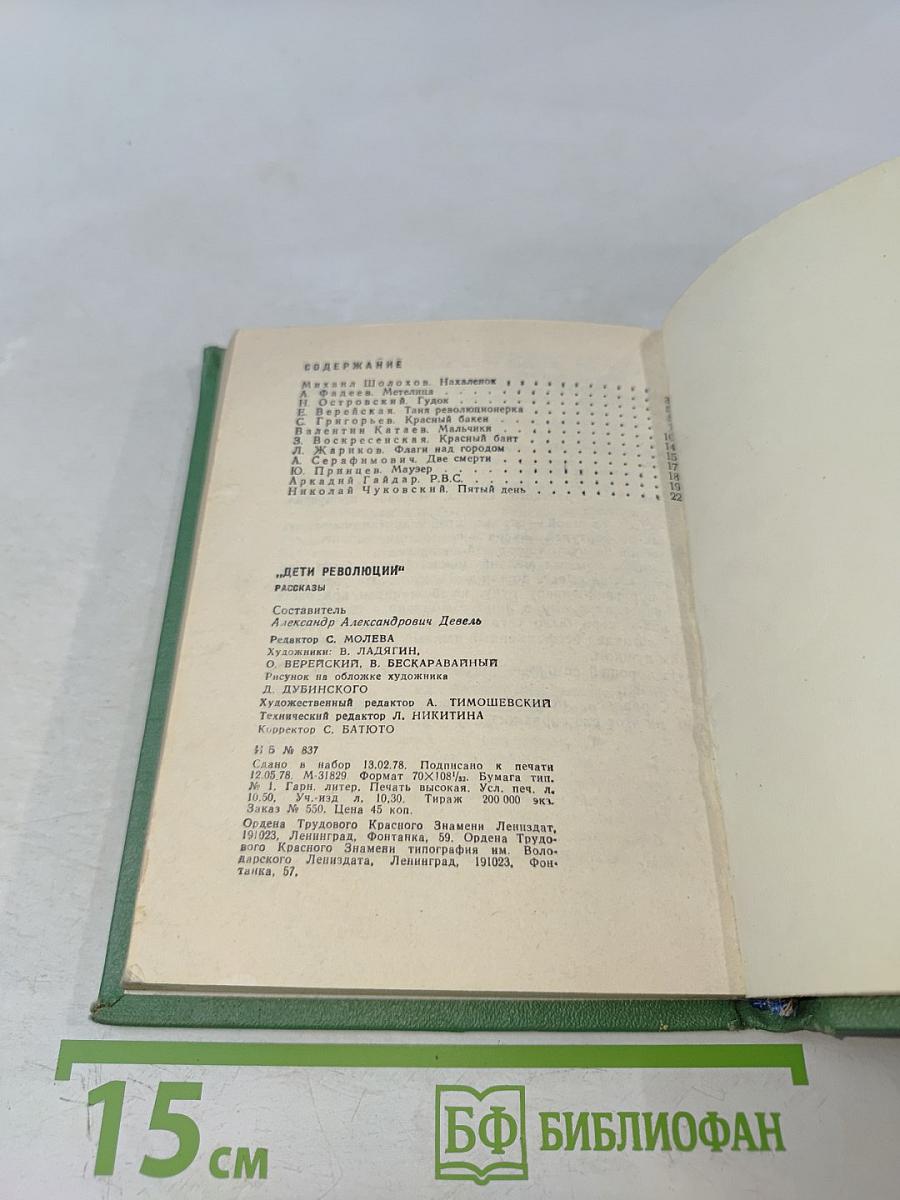 СОДЕРЖАНИЕ
Михаил Шолохов. Нахаленок
А. Фадеев. Метелица
Н. Островский. Гудок
Е. Верейская. Таня революционерка
С. Григорьев. Красный бакен
Валентин Катаев. Мальчики
З. Воскресенская. Красный бант
Л. Жариков. Флаги над городом
А. Серафимович. Две смерти
Ю. Принцев. Маузер
Аркадий Гайдар. Р.В.С.
Николай Чуковский. Пятый день
„ДЕТИ РЕВОЛЮЦИИ“
РАССКАЗЫ
Составитель
Александр Александрович Девель
Редактор С. МОЛЕВА
Художники: В. ЛАДЯГИН,
О. ВЕРЕЙСКИЙ, В. БЕСКАРАВАЙНЫЙ
Рисунок на обложке художника
Д. ДУБИНСКОГО
Художественный редактор А. ТИМОШЕВСКИЙ
Технический редактор Л. НИКИТИНА
Корректор С. БАТЮТО
ИБ № 837
Сдано в набор 13.02.78. Подписано к печати
12.05.78. М-31829. Формат 70×108¹/₃₂. Бумага тип.
№ 1. Гарн. литер. Печать высокая. Усл. печ. л.
10,50. Уч.-изд л. 10,30. Тираж 200 000 экз.
Заказ № 550. Цена 45 коп.
Ордена Трудового Красного Знамени Лениздат,
191023, Ленинград, Фонтанка, 59. Ордена Трудо-
вого Красного Знамени типография им. Воло-
дарского Лениздата, Ленинград, 191023, Фон-
танка, 57.
15 см
БФ БИБЛИОФАН